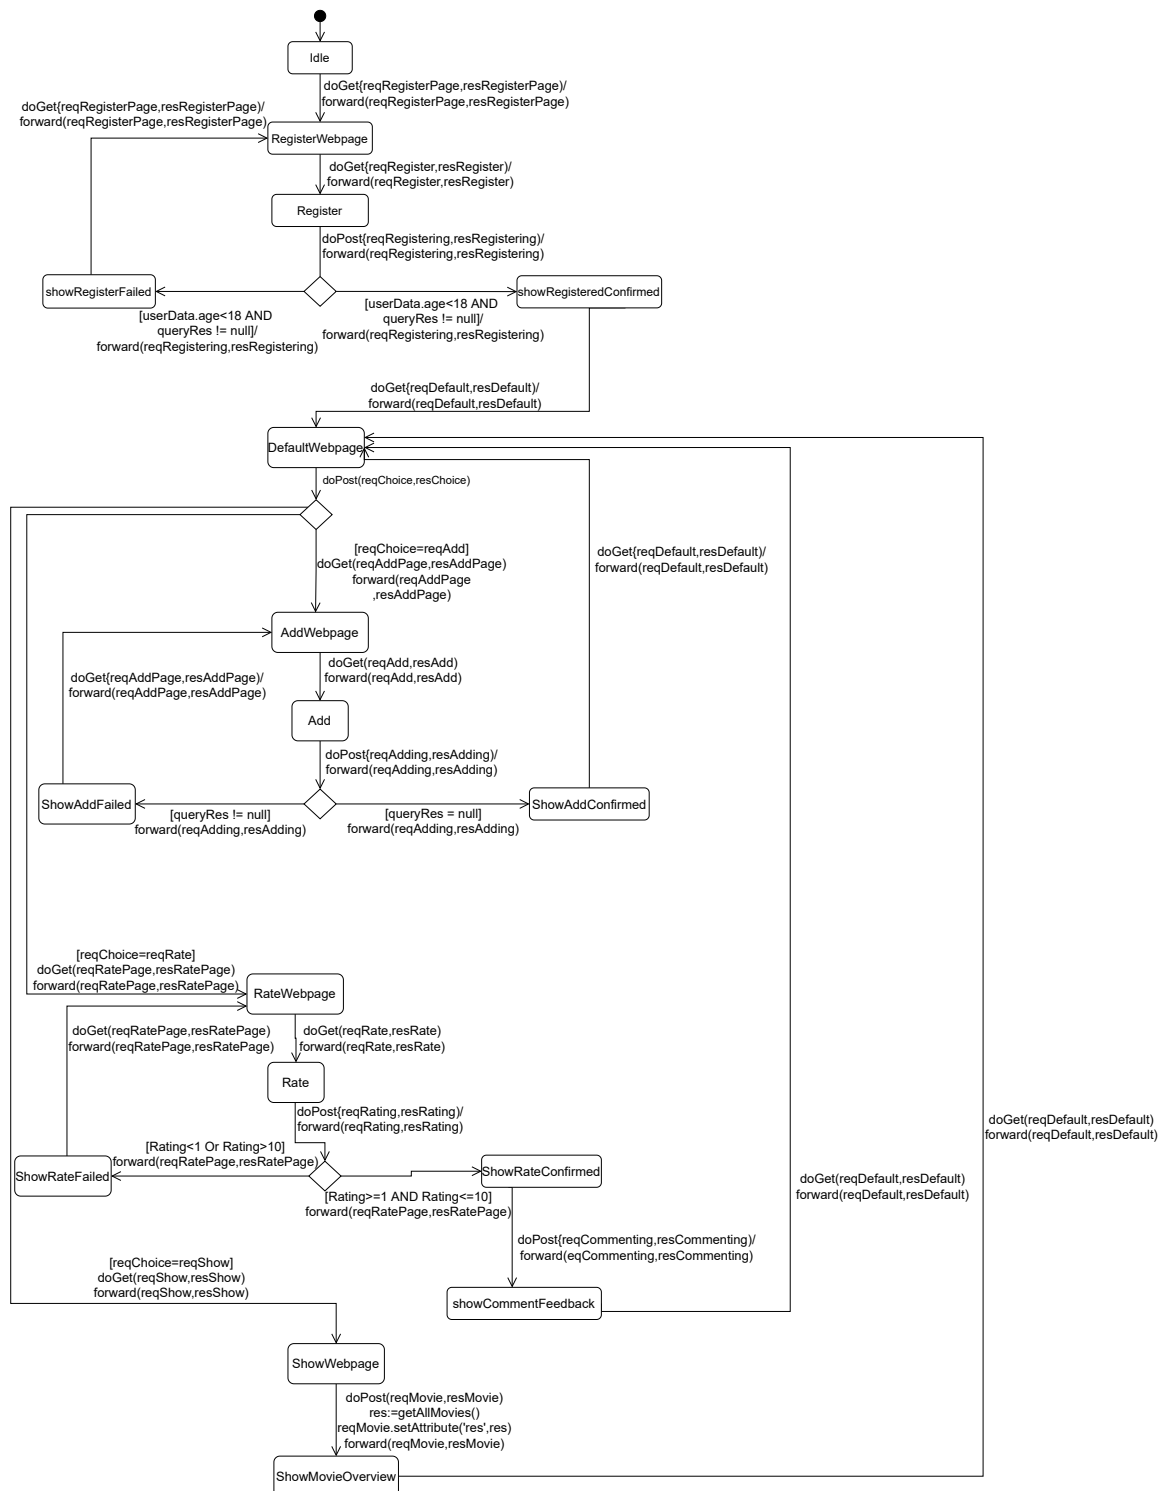 Idle
doGet{reqRegisterPage,resRegisterPage)/
forward(reqRegisterPage,resRegisterPage)
doGet{reqRegisterPage,resRegisterPage)/
forward(reqRegisterPage,resRegisterPage)
RegisterWebpage
doGet{reqRegister,resRegister)/
forward(reqRegister,resRegister)
Register
doPost{reqRegistering,resRegistering)/
forward(reqRegistering,resRegistering)
showRegisterFailed
showRegisteredConfirmed
[userData.age<18 AND
queryRes != null]/
forward(reqRegistering,resRegistering)
[userData.age<18 AND
queryRes != null]/
forward(reqRegistering,resRegistering)
doGet{reqDefault,resDefault)/
forward(reqDefault,resDefault)
DefaultWebpage
doPost(reqChoice,resChoice)
[reqChoice=reqAdd]
doGet(reqAddPage,resAddPage)
forward(reqAddPage
,resAddPage)
doGet{reqDefault,resDefault)/
forward(reqDefault,resDefault)
AddWebpage
doGet(reqAdd,resAdd)
forward(reqAdd,resAdd)
doGet{reqAddPage,resAddPage)/
forward(reqAddPage,resAddPage)
Add
doPost{reqAdding,resAdding)/
forward(reqAdding,resAdding)
ShowAddFailed
ShowAddConfirmed
[queryRes != null]
forward(reqAdding,resAdding)
[queryRes = null]
forward(reqAdding,resAdding)
[reqChoice=reqRate]
doGet(reqRatePage,resRatePage)
forward(reqRatePage,resRatePage)
RateWebpage
doGet(reqRatePage,resRatePage)
forward(reqRatePage,resRatePage)
doGet(reqRate,resRate)
forward(reqRate,resRate)
Rate
doPost{reqRating,resRating)/
forward(reqRating,resRating)
[Rating<1 Or Rating>10]
forward(reqRatePage,resRatePage)
ShowRateFailed
ShowRateConfirmed
[Rating>=1 AND Rating<=10]
forward(reqRatePage,resRatePage)
doGet(reqDefault,resDefault)
forward(reqDefault,resDefault)
doGet(reqDefault,resDefault)
forward(reqDefault,resDefault)
doPost{reqCommenting,resCommenting)/
forward(eqCommenting,resCommenting)
[reqChoice=reqShow]
doGet(reqShow,resShow)
forward(reqShow,resShow)
showCommentFeedback
ShowWebpage
doPost(reqMovie,resMovie)
res:=getAllMovies()
reqMovie.setAttribute('res',res)
forward(reqMovie,resMovie)
ShowMovieOverview